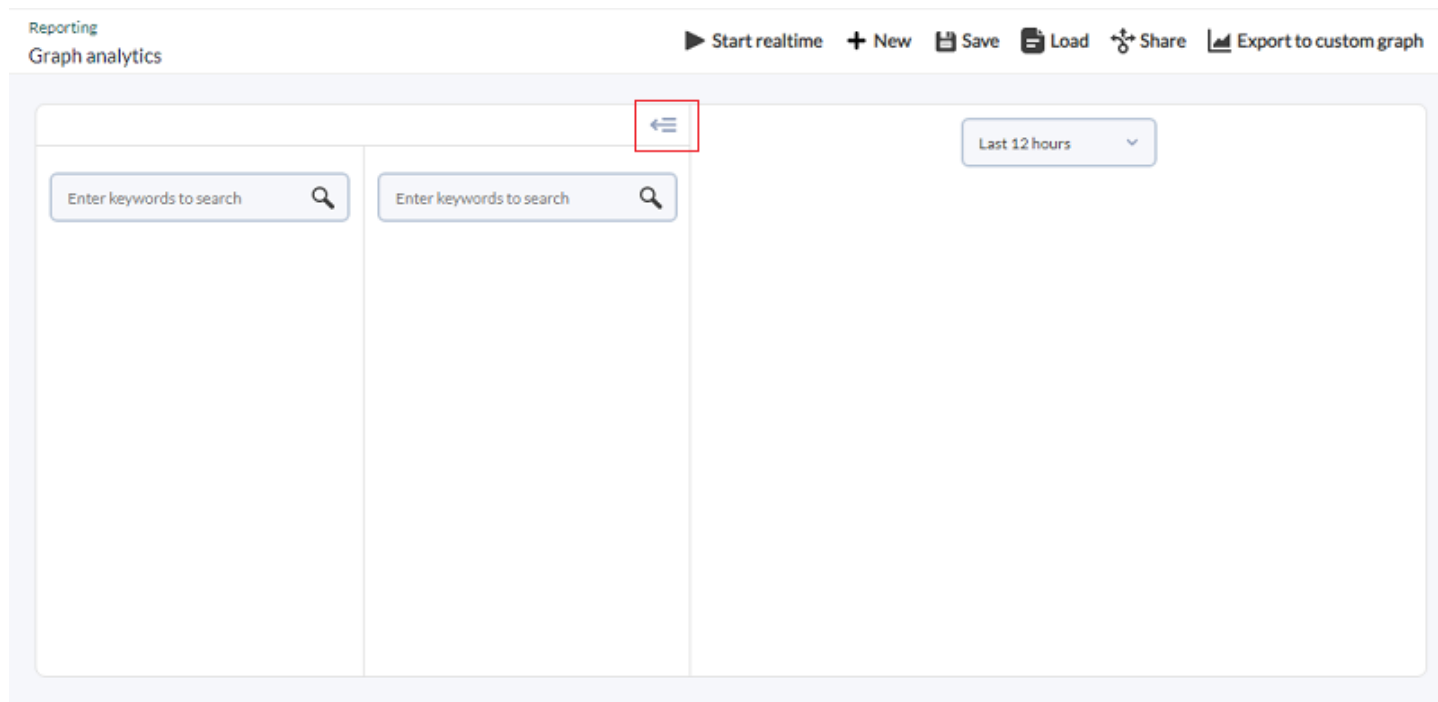 Reporting
Graph analytics
Start realtime New Save Load Share Export to custom graph
Last 12 hours
Enter keywords to search Enter keywords to search